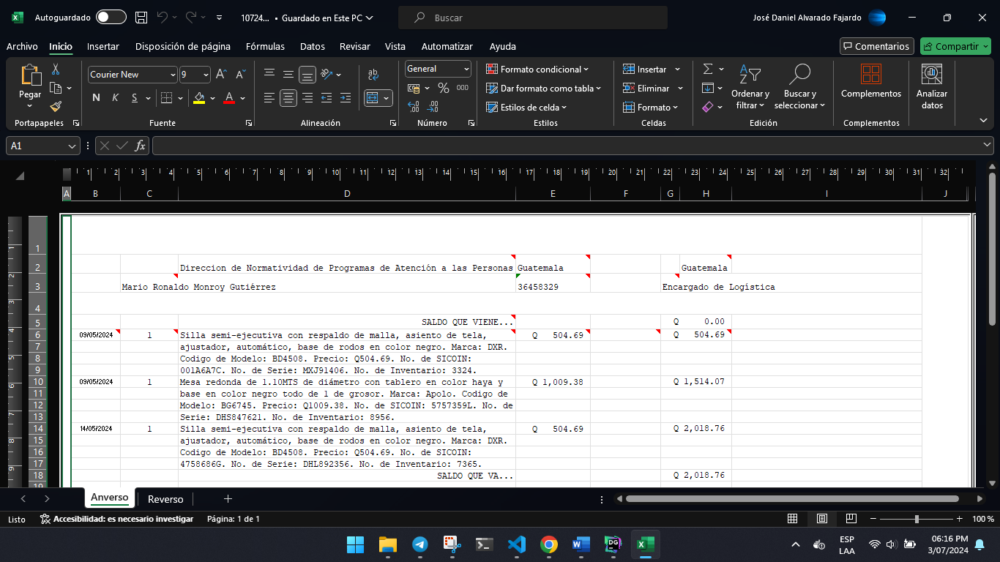 Autoguardado 10724... • Guardado en Este PC Buscar José Daniel Alvarado Fajardo
Archivo Inicio Insertar Disposición de página Fórmulas Datos Revisar Vista Automatizar Ayuda Comentarios Compartir
Pegar
Portapapeles
Courier New 9
N K S A
Fuente
ab
Alineación
General
% 000
Número
Formato condicional
Dar formato como tabla
Estilos de celda
Estilos
Insertar
Eliminar
Formato
Celdas
Ordenar y filtrar
Buscar y seleccionar
Edición
Complementos
Complementos
Analizar datos
A1 fx
1 2 3 4 5 6 7 8 9 10 11 12 13 14 15 16 17 18 19 20 21 22 23 24 25 26 27 28 29 30 31 32
A B C D E F G H I J
1
2 Direccion de Normatividad de Programas de Atención a las Personas Guatemala Guatemala
3 Mario Ronaldo Monroy Gutiérrez 36458329 Encargado de Logística
4
5 SALDO QUE VIENE... Q 0.00
6 09/05/2024 1 Silla semi-ejecutiva con respaldo de malla, asiento de tela, Q 504.69 Q 504.69
7 ajustador, automático, base de rodos en color negro. Marca: DXR.
8 Codigo de Modelo: BD4508. Precio: Q504.69. No. de SICOIN:
9 001A6A7C. No. de Serie: MXJ91406. No. de Inventario: 3324.
10 09/05/2024 1 Mesa redonda de 1.10MTS de diámetro con tablero en color haya y Q 1,009.38 Q 1,514.07
11 base en color negro todo de 1 de grosor. Marca: Apolo. Codigo de
12 Modelo: BG6745. Precio: Q1009.38. No. de SICOIN: 5757359L. No. de
13 Serie: DHS847621. No. de Inventario: 8956.
14 14/05/2024 1 Silla semi-ejecutiva con respaldo de malla, asiento de tela, Q 504.69 Q 2,018.76
15 ajustador, automático, base de rodos en color negro. Marca: DXR.
16 Codigo de Modelo: BD4508. Precio: Q504.69. No. de SICOIN:
17 4758686G. No. de Serie: DHL892356. No. de Inventario: 7365.
18 SALDO QUE VA... Q 2,018.76
19
Anverso Reverso
Listo Accesibilidad: es necesario investigar Página: 1 de 1 100 %
ESP LAA
06:16 PM
3/07/2024